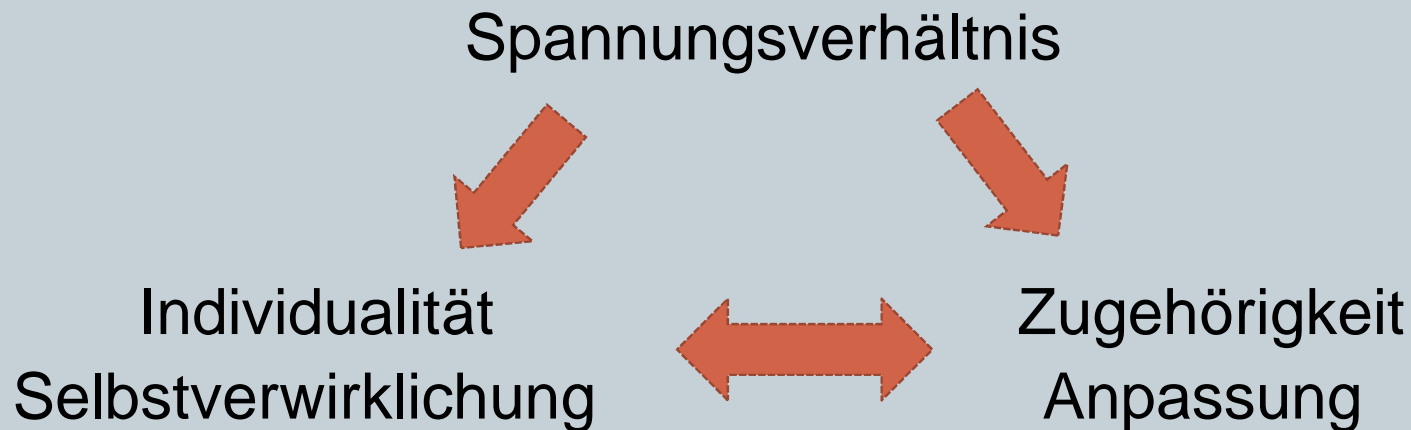 Spannungsverhältnis
Individualität
Selbstverwirklichung
Zugehörigkeit
Anpassung